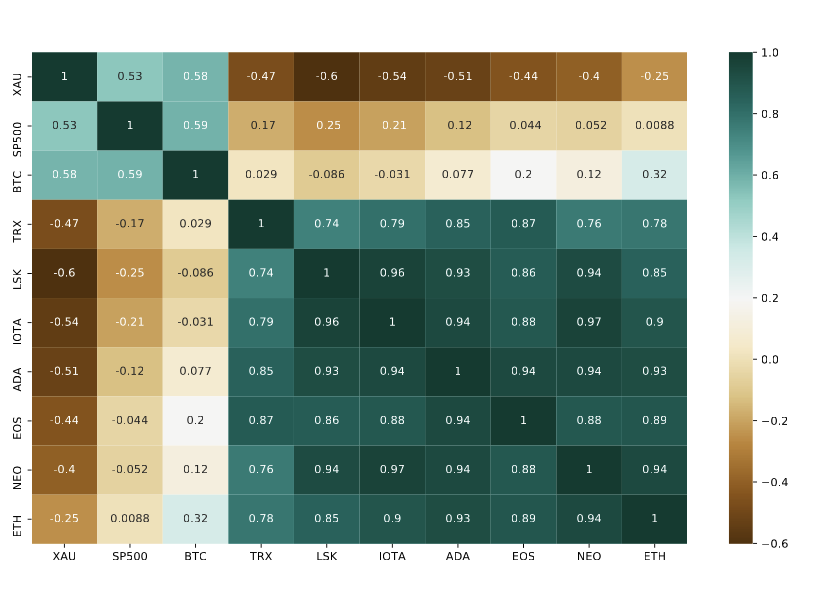 XAU 1 0.53 0.58 -0.47 -0.6 -0.54 -0.51 -0.44 -0.4 -0.25
SP500 0.53 1 0.59 0.17 0.25 0.21 0.12 0.044 0.052 0.0088
BTC 0.58 0.59 1 0.029 -0.086 -0.031 0.077 0.2 0.12 0.32
TRX -0.47 -0.17 0.029 1 0.74 0.79 0.85 0.87 0.76 0.78
LSK -0.6 -0.25 -0.086 0.74 1 0.96 0.93 0.86 0.94 0.85
IOTA -0.54 -0.21 -0.031 0.79 0.96 1 0.94 0.88 0.97 0.9
ADA -0.51 -0.12 0.077 0.85 0.93 0.94 1 0.94 0.94 0.93
EOS -0.44 -0.044 0.2 0.87 0.86 0.88 0.94 1 0.88 0.89
NEO -0.4 -0.052 0.12 0.76 0.94 0.97 0.94 0.88 1 0.94
ETH -0.25 0.0088 0.32 0.78 0.85 0.9 0.93 0.89 0.94 1
XAU SP500 BTC TRX LSK IOTA ADA EOS NEO ETH
1.0
0.8
0.6
0.4
0.2
0.0
−0.2
−0.4
−0.6